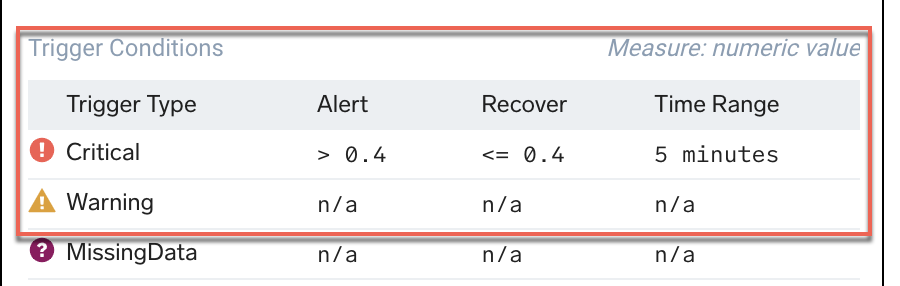 Trigger Conditions Measure: numeric value
Trigger Type Alert Recover Time Range
Critical > 0.4 <= 0.4 5 minutes
Warning n/a n/a n/a
MissingData n/a n/a n/a